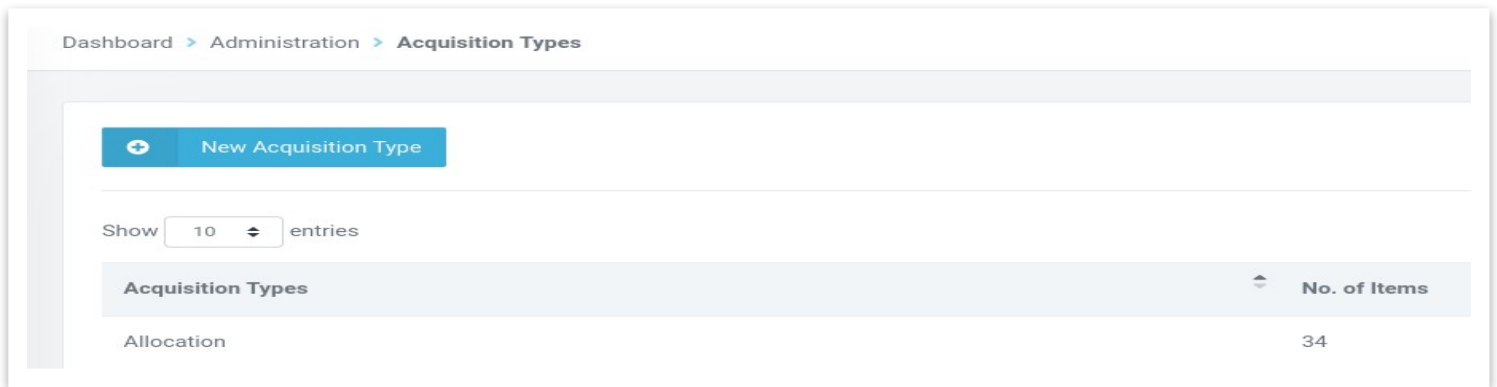 Dashboard > Administration > Acquisition Types
New Acquisition Type
Show 10 entries
Acquisition Types No. of Items
Allocation 34